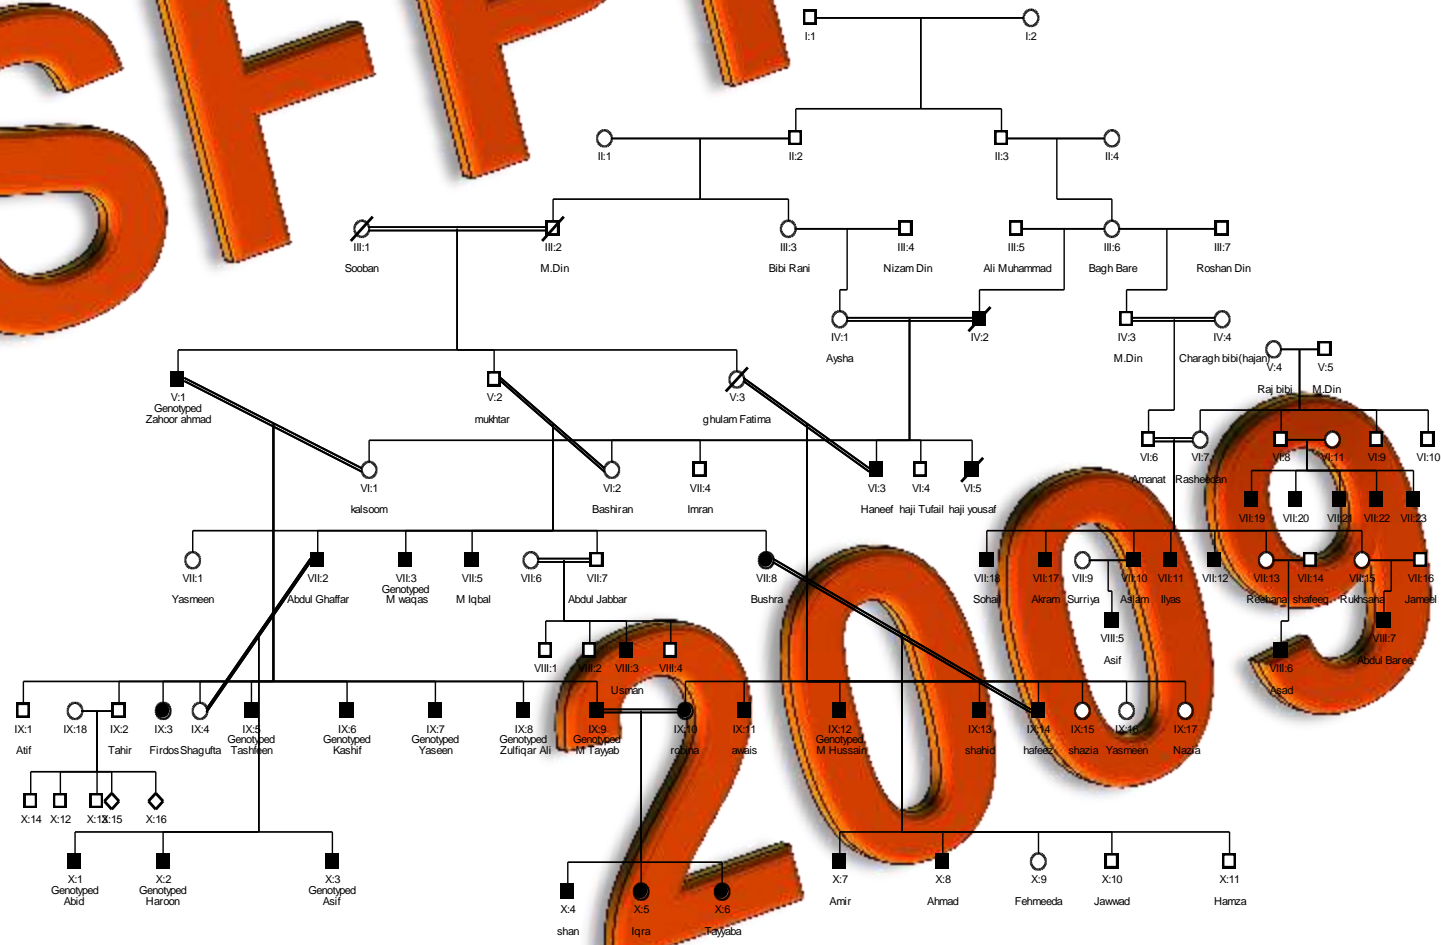 SHPT
2009
I:1 I:2
II:1 II:2 II:3 II:4
III:1 III:2 III:3 III:4 III:5 III:6 III:7
Sooban M.Din Bibi Rani Nizam Din Ali Muhammad Bagh Bare Roshan Din
IV:1 IV:2 IV:3 IV:4
Aysha M.Din Charagh bibi(hajan)
V:4 V:5
Raj bibi M.Din
V:1 V:2 V:3
Genotyped
Zahoor ahmad mukhtar ghulam Fatima
VI:6 VI:7 VI:8 VI:11 VI:9 VI:10
Amanat Rasheedan
VI:1 VI:2 VII:4 VI:3 VI:4 VI:5
kalsoom Bashiran Imran Haneef haji Tufail haji yousaf
VII:19 VII:20 VII:21 VII:22 VII:23
VII:1 VII:2 VII:3 VII:5 VII:6 VII:7 VII:8 VII:18 VII:17 VII:9 VII:10 VII:11 VII:12 VII:13 VII:14 VII:15 VII:16
Genotyped
Yasmeen Abdul Ghaffar M waqas M Iqbal Abdul Jabbar Bushra Sohail Akram Surriya Aslam Ilyas Reehana shafeeq Rukhsana Jameel
VIII:5 VIII:7
Asif Abdul Baree
VIII:1 VIII:2 VIII:3 VIII:4 VIII:6
Usman Asad
IX:1 IX:18 IX:2 IX:3 IX:4 IX:5 IX:6 IX:7 IX:8 IX:9 IX:10 IX:11 IX:12 IX:13 IX:14 IX:15 IX:16 IX:17
Genotyped Genotyped Genotyped Genotyped Genotyped Genotyped
Atif Tahir Firdos Shagufta Tashfeen Kashif Yaseen Zulfiqar Ali M Tayyab robina awais M Hussain shahid hafeez shazia Yasmeen Nazia
X:14 X:12 X:13 X:15 X:16
X:1 X:2 X:3 X:7 X:8 X:9 X:10 X:11
Genotyped Genotyped Genotyped
Abid Haroon Asif Amir Ahmad Fehmeeda Jawwad Hamza
X:4 X:5 X:6
shan Iqra Tayyaba